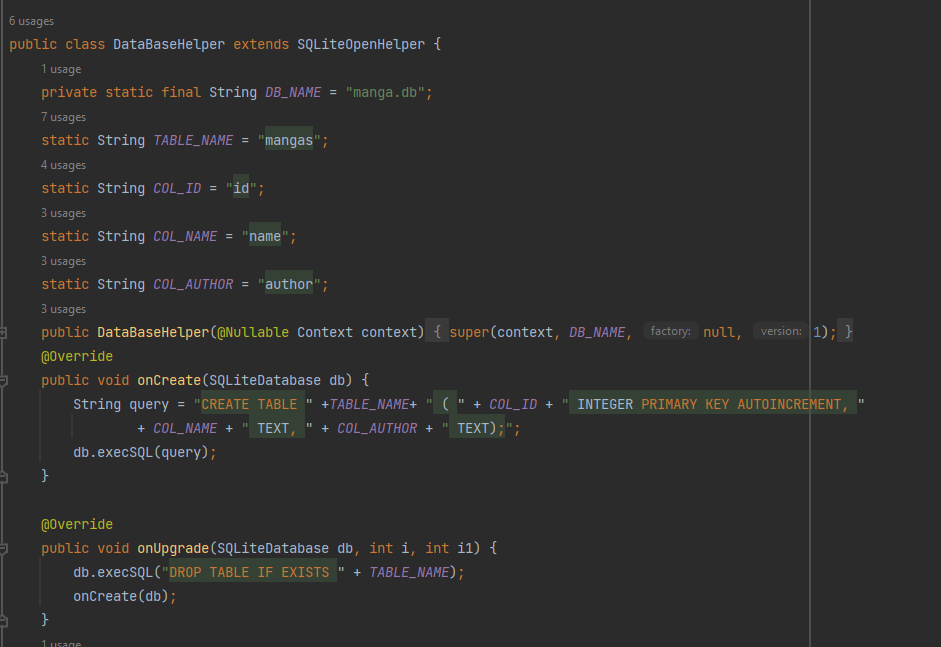 6 usages
public class DataBaseHelper extends SQLiteOpenHelper {
1 usage
private static final String DB_NAME = "manga.db";
7 usages
static String TABLE_NAME = "mangas";
4 usages
static String COL_ID = "id";
3 usages
static String COL_NAME = "name";
3 usages
static String COL_AUTHOR = "author";
3 usages
public DataBaseHelper(@Nullable Context context) { super(context, DB_NAME, factory: null, version: 1); }
@Override
public void onCreate(SQLiteDatabase db) {
String query = "CREATE TABLE " +TABLE_NAME+ " ( " + COL_ID + " INTEGER PRIMARY KEY AUTOINCREMENT, "
+ COL_NAME + " TEXT, " + COL_AUTHOR + " TEXT);";
db.execSQL(query);
}
@Override
public void onUpgrade(SQLiteDatabase db, int i, int i1) {
db.execSQL("DROP TABLE IF EXISTS " + TABLE_NAME);
onCreate(db);
}
1 usage